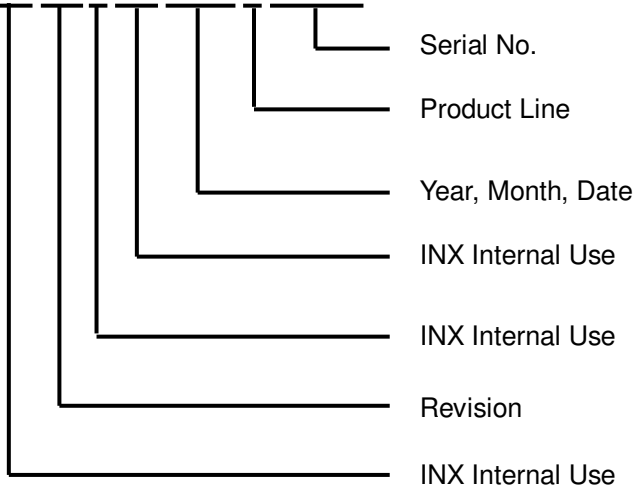 Serial No.
Product Line
Year, Month, Date
INX Internal Use
INX Internal Use
Revision
INX Internal Use